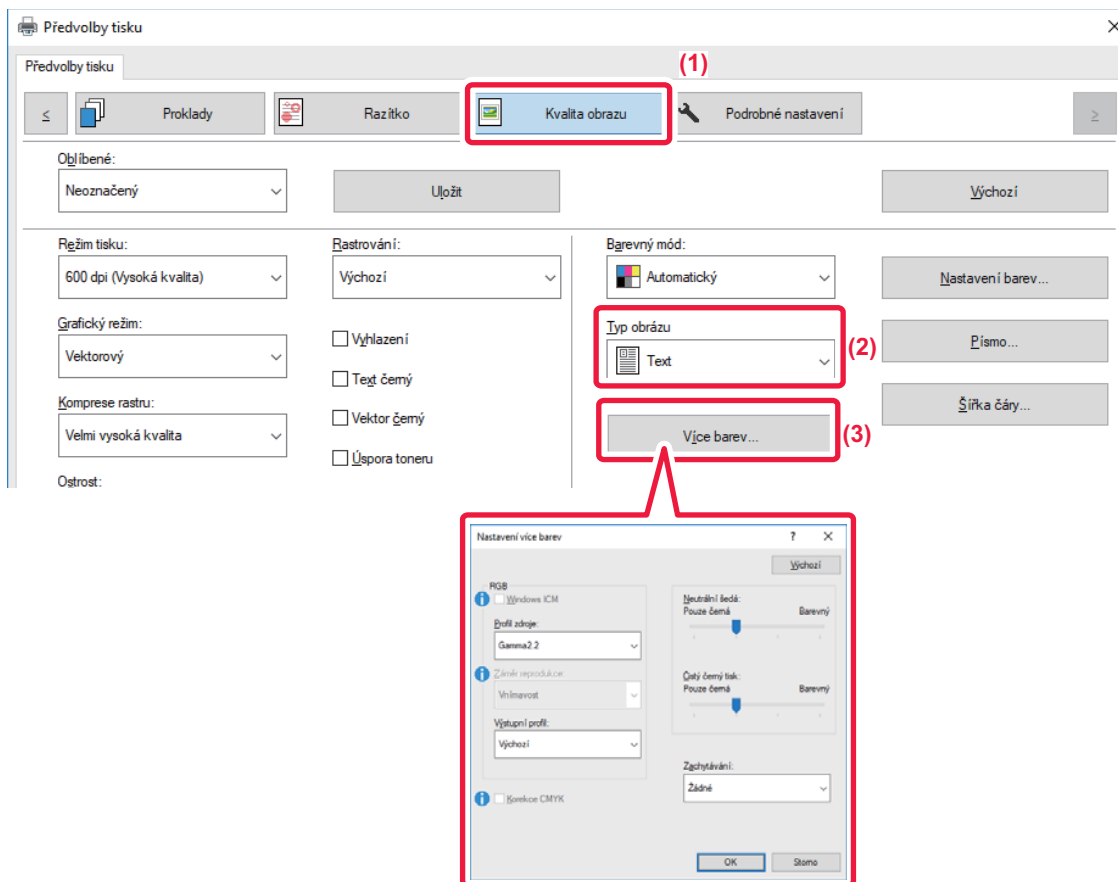 Předvolby tisku
Předvolby tisku
(1)
< Proklady Razítko Kvalita obrazu Podrobné nastavení >
Oblíbené:
Neoznačený Uložit Výchozí
Režim tisku: Rastrování: Barevný mód:
600 dpi (Vysoká kvalita) Výchozí Automatický Nastavení barev...
Grafický režim: Vyhlazení Typ obrázu
Vektorový Text (2) Písmo...
Text černý
Komprese rastru: Šířka čáry...
Velmi vysoká kvalita Vektor černý Více barev... (3)
Úspora toneru
Ostrost:
Nastavení více barev ?
Výchozí
RGB
Windows ICM Neutrální šedá:
Pouze černá Barevný
Profil zdroje:
Gamma2.2
Záměr reprodukce: Čistý černý tisk:
Vnímavost Pouze černá Barevný
Výstupní profil:
Výchozí
Zachytávání:
Žádné
Korekce CMYK
OK Storno